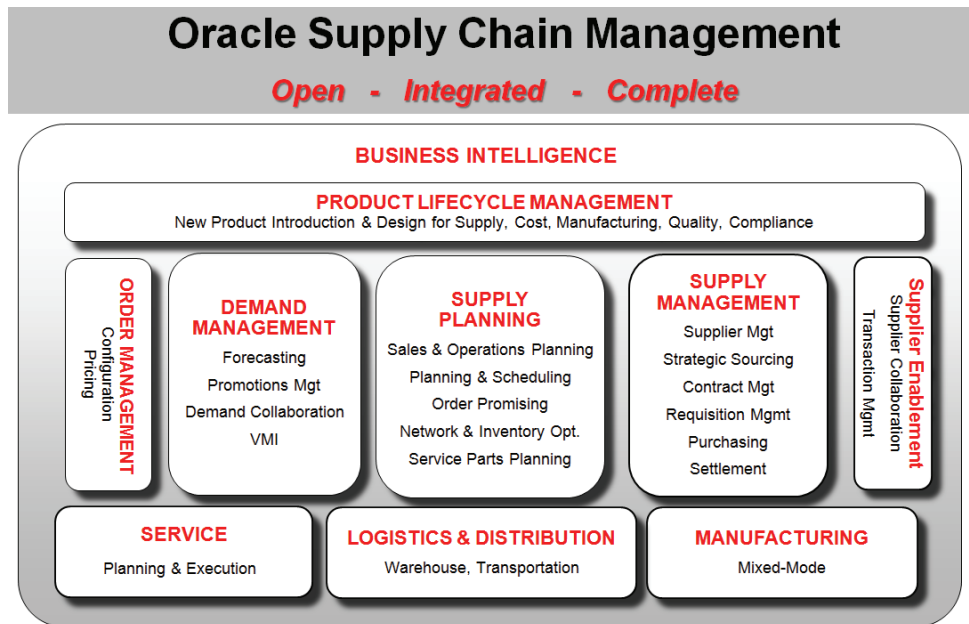 Oracle Supply Chain Management
Open - Integrated - Complete
BUSINESS INTELLIGENCE
PRODUCT LIFECYCLE MANAGEMENT
New Product Introduction & Design for Supply, Cost, Manufacturing, Quality, Compliance
ORDER MANAGEMENT
Configuration
Pricing
DEMAND
MANAGEMENT
Forecasting
Promotions Mgt
Demand Collaboration
VMI
SUPPLY
PLANNING
Sales & Operations Planning
Planning & Scheduling
Order Promising
Network & Inventory Opt.
Service Parts Planning
SUPPLY
MANAGEMENT
Supplier Mgt
Strategic Sourcing
Contract Mgt
Requisition Mgmt
Purchasing
Settlement
Supplier Enablement
Supplier Collaboration
Transaction Mgmt
SERVICE
Planning & Execution
LOGISTICS & DISTRIBUTION
Warehouse, Transportation
MANUFACTURING
Mixed-Mode